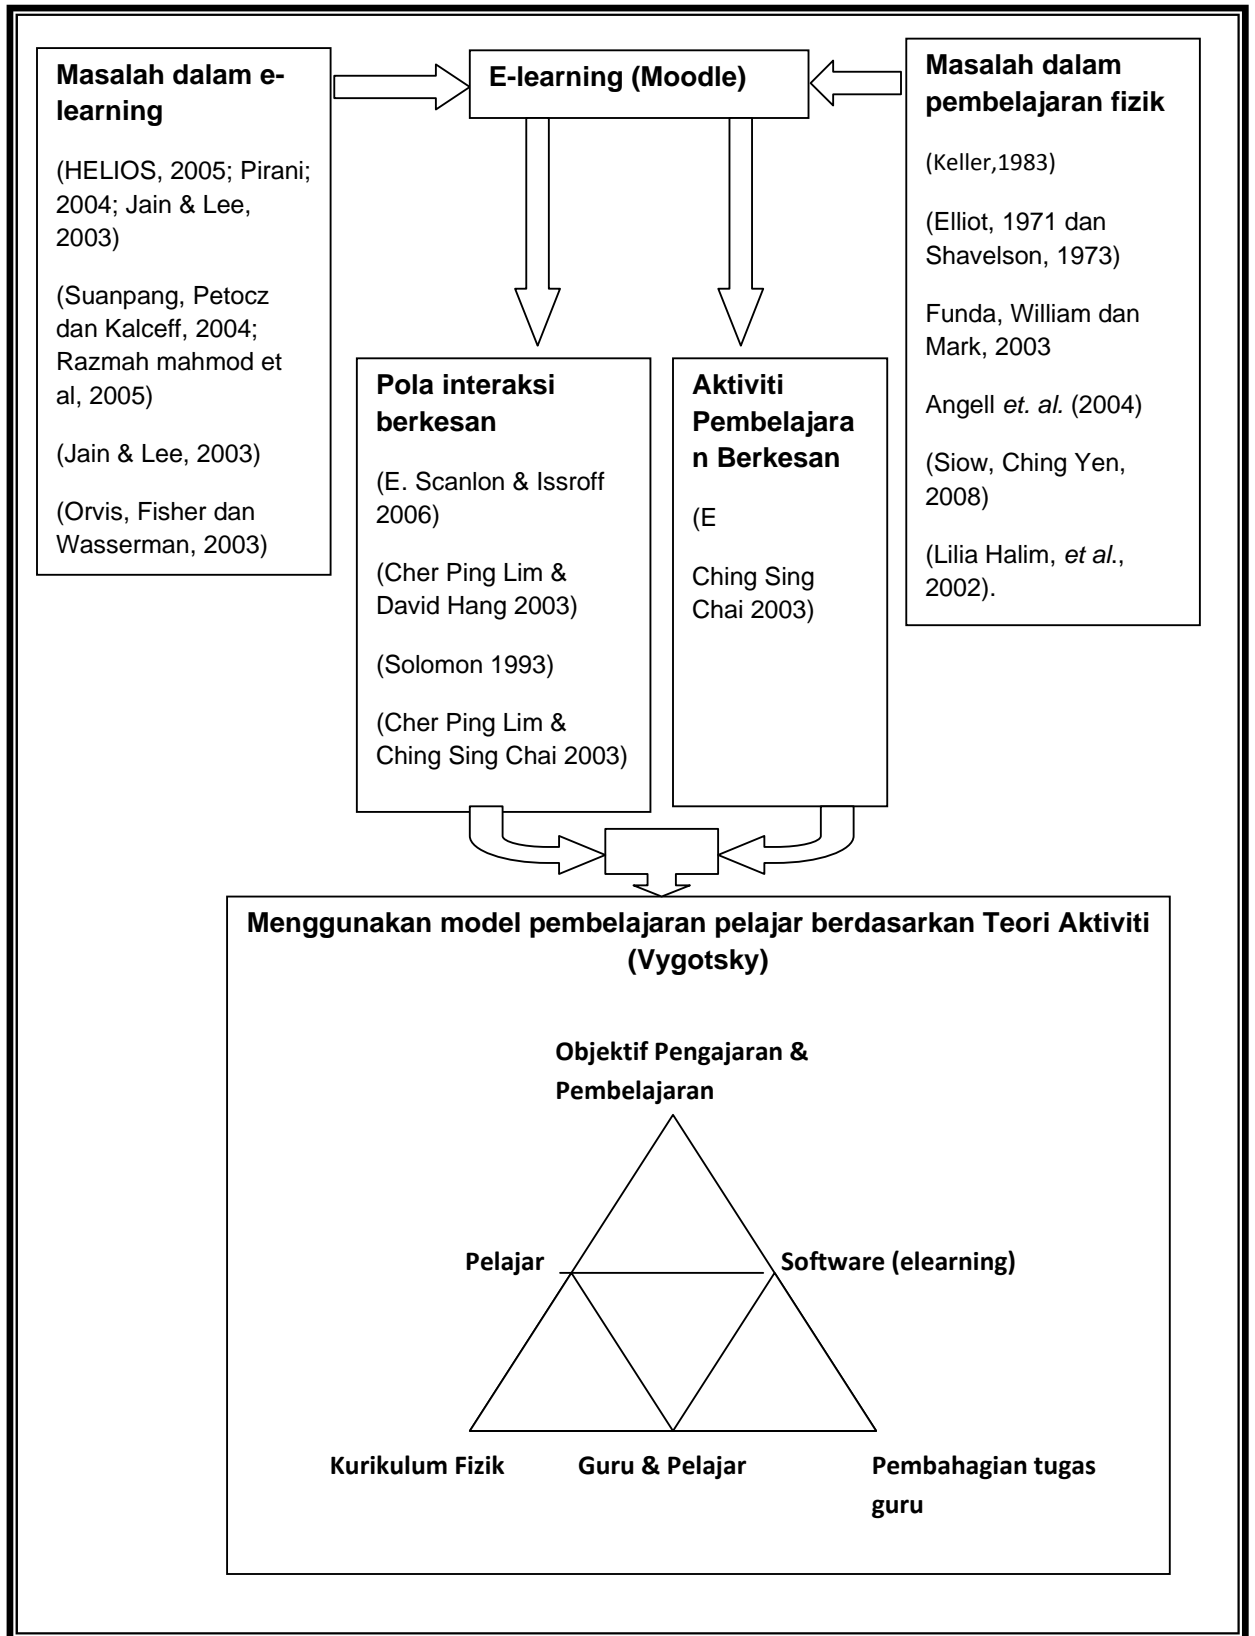 Masalah dalam e-
learning
(HELIOS, 2005; Pirani;
2004; Jain & Lee,
2003)
(Suanpang, Petocz
dan Kalceff, 2004;
Razmah mahmod et
al, 2005)
(Jain & Lee, 2003)
(Orvis, Fisher dan
Wasserman, 2003)
E-learning (Moodle)
Masalah dalam
pembelajaran fizik
(Keller,1983)
(Elliot, 1971 dan
Shavelson, 1973)
Funda, William dan
Mark, 2003
Angell et. al. (2004)
(Siow, Ching Yen,
2008)
(Lilia Halim, et al.,
2002).
Pola interaksi
berkesan
(E. Scanlon & Issroff
2006)
(Cher Ping Lim &
David Hang 2003)
(Solomon 1993)
(Cher Ping Lim &
Ching Sing Chai 2003)
Aktiviti
Pembelajara
n Berkesan
(E
Ching Sing
Chai 2003)
Menggunakan model pembelajaran pelajar berdasarkan Teori Aktiviti
(Vygotsky)
Objektif Pengajaran &
Pembelajaran
Pelajar
Software (elearning)
Kurikulum Fizik
Guru & Pelajar
Pembahagian tugas
guru